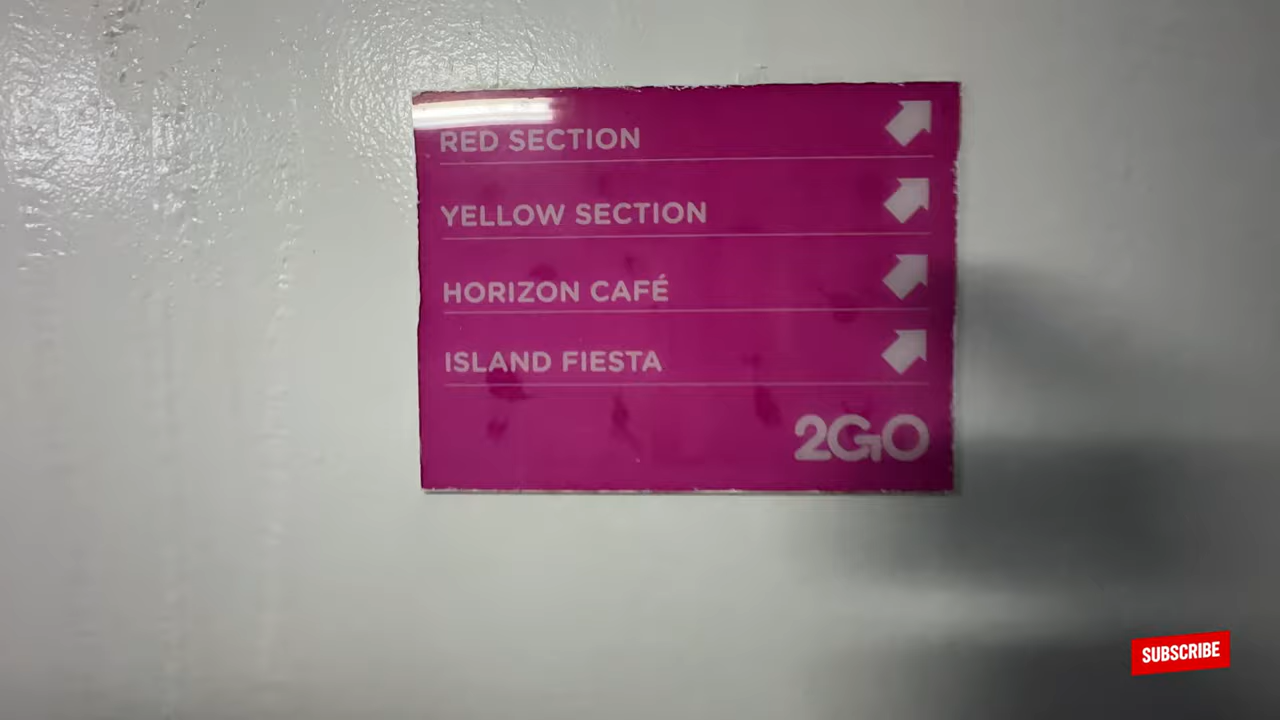 RED SECTION
YELLOW SECTION
HORIZON CAFÉ
ISLAND FIESTA
2GO
SUBSCRIBE